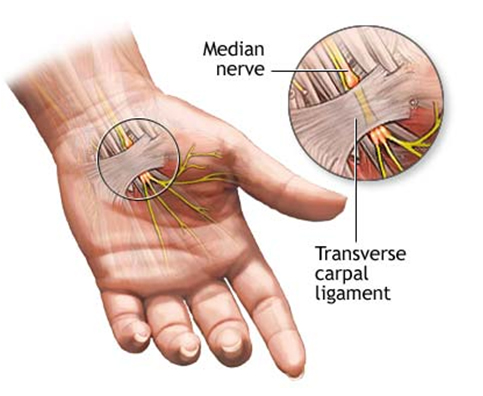 Median
nerve
Transverse
carpal
ligament